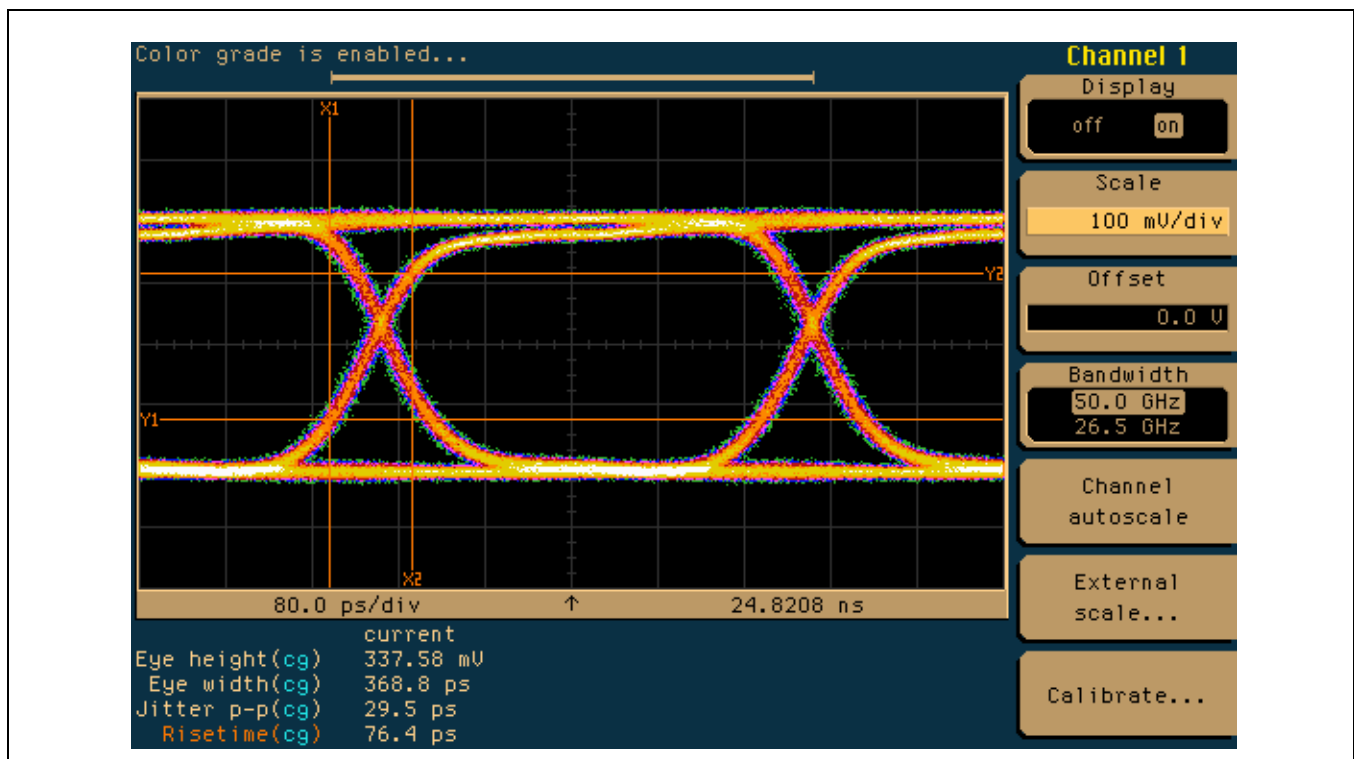 Color grade is enabled...
Channel 1
Display
off on
Scale
100 mV/div
Offset
0.0 V
Bandwidth
50.0 GHz
26.5 GHz
Channel
autoscale
External
scale...
Calibrate...
X1
Y2
Y1
X2
80.0 ps/div ↑ 24.8208 ns
current
Eye height(cg) 337.58 mV
Eye width(cg) 368.8 ps
Jitter p-p(cg) 29.5 ps
Risetime(cg) 76.4 ps